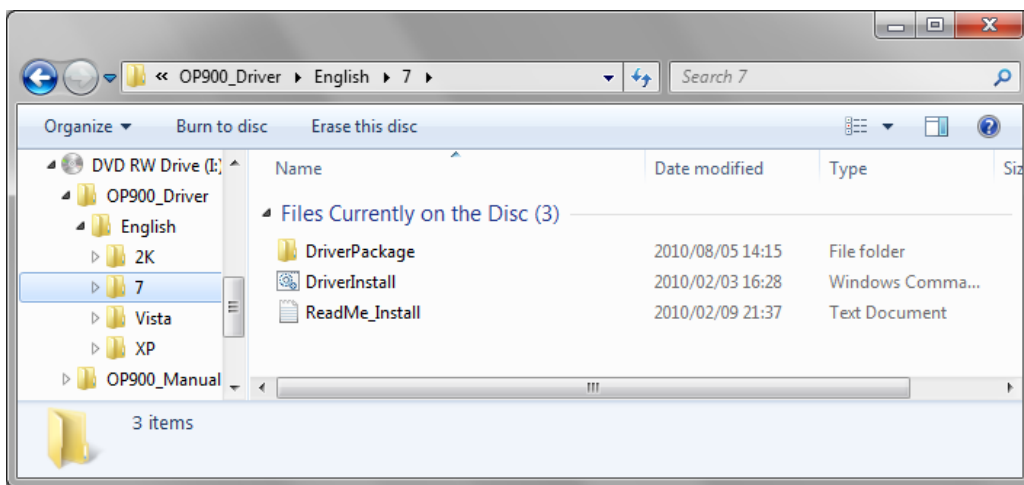 « OP900_Driver ▸ English ▸ 7 ▸
Search 7
Organize ▾ Burn to disc Erase this disc
DVD RW Drive (I:)
OP900_Driver
English
2K
7
Vista
XP
OP900_Manual
Name Date modified Type Siz
Files Currently on the Disc (3)
DriverPackage 2010/08/05 14:15 File folder
DriverInstall 2010/02/03 16:28 Windows Comma...
ReadMe_Install 2010/02/09 21:37 Text Document
3 items